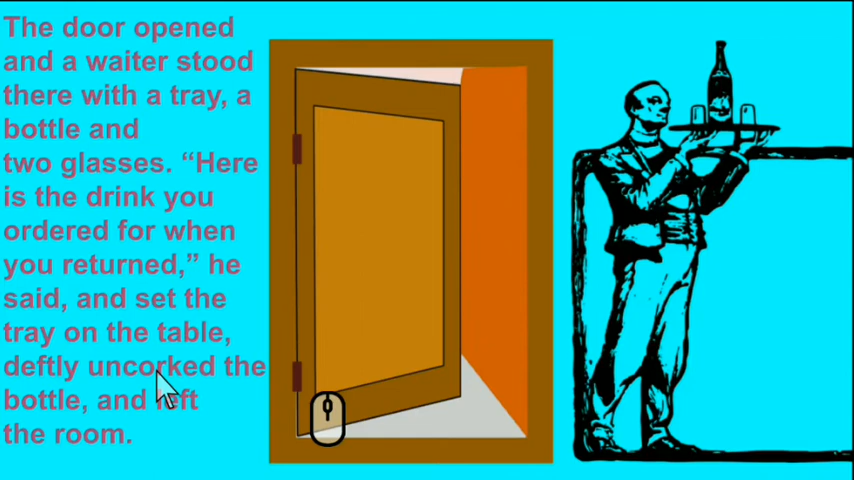 The door opened
and a waiter stood
there with a tray, a
bottle and
two glasses. “Here
is the drink you
ordered for when
you returned,” he
said, and set the
tray on the table,
deftly uncorked the
bottle, and left
the room.